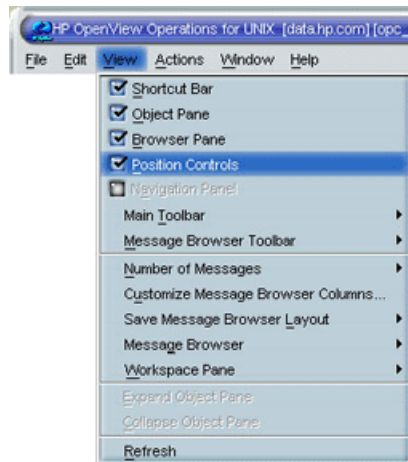 HP OpenView Operations for UNIX [data.hp.com] [opc_
File Edit View Actions Window Help
Shortcut Bar
Object Pane
Browser Pane
Position Controls
Navigation Panel
Main Toolbar
Message Browser Toolbar
Number of Messages
Customize Message Browser Columns...
Save Message Browser Layout
Message Browser
Workspace Pane
Expand Object Pane
Collapse Object Pane
Refresh